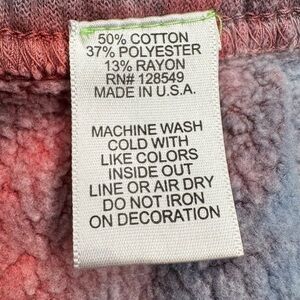 50% COTTON
37% POLYESTER
13% RAYON
RN# 128549
MADE IN U.S.A.
MACHINE WASH
COLD WITH
LIKE COLORS
INSIDE OUT
LINE OR AIR DRY
DO NOT IRON
ON DECORATION